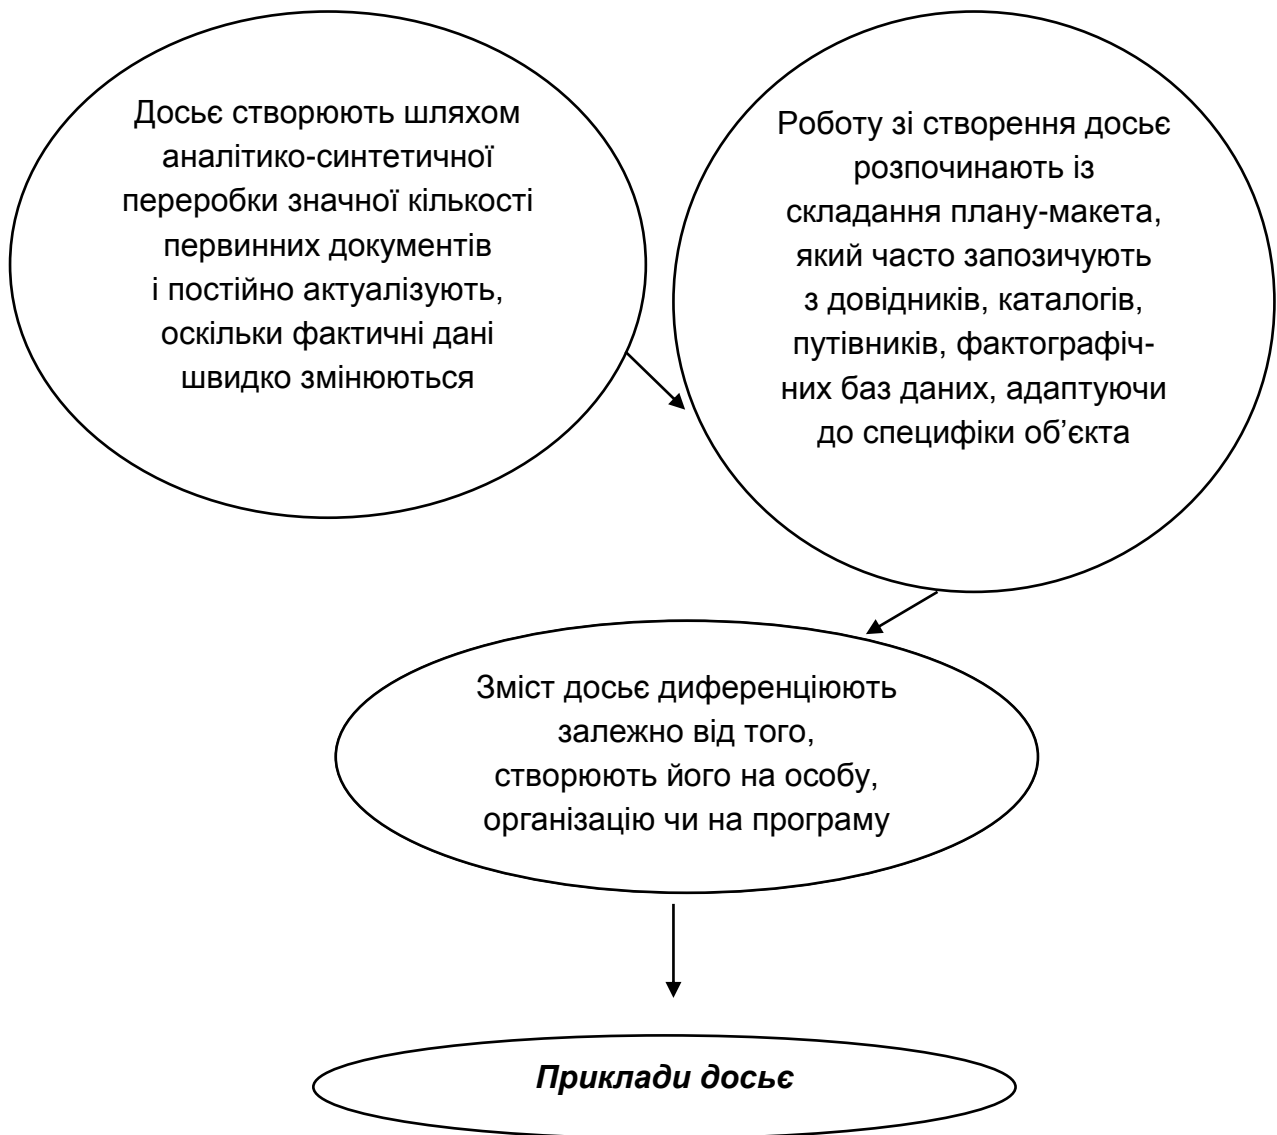 Досьє створюють шляхом
аналітико-синтетичної
переробки значної кількості
первинних документів
і постійно актуалізують,
оскільки фактичні дані
швидко змінюються
Роботу зі створення досьє
розпочинають із
складання плану-макета,
який часто запозичують
з довідників, каталогів,
путівників, фактографіч-
них баз даних, адаптуючи
до специфіки об’єкта
Зміст досьє диференціюють
залежно від того,
створюють його на особу,
організацію чи на програму
Приклади досьє